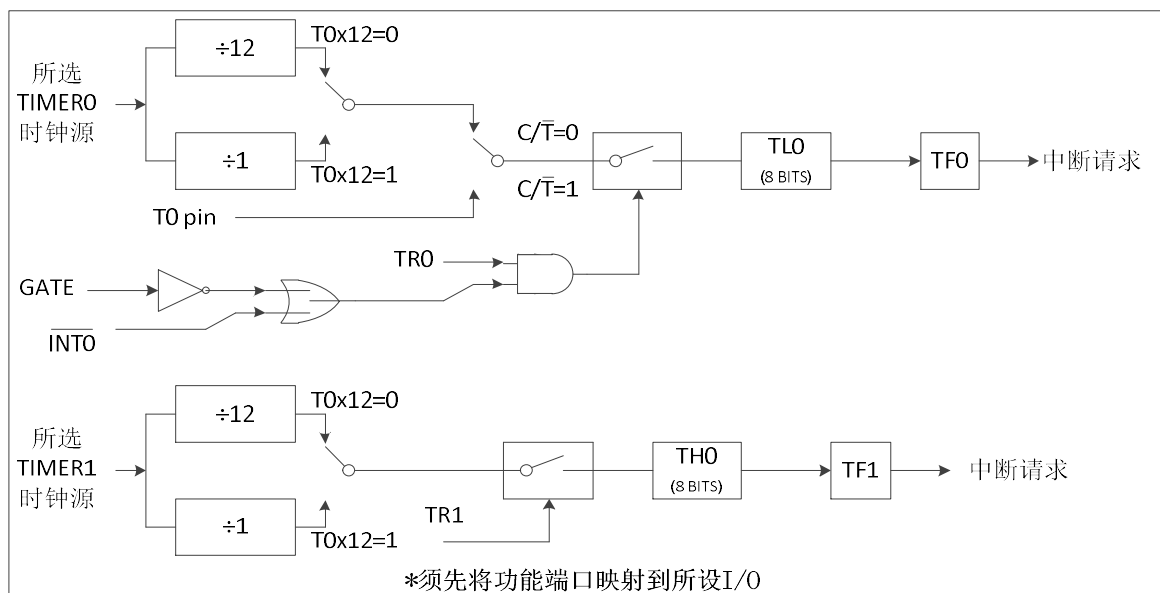 ÷12
T0x12=0
所选
TIMER0
时钟源
÷1
T0x12=1
C/T̅=0
C/T̅=1
TL0
(8 BITS)
TF0
中断请求
T0 pin
TR0
GATE
I̅N̅T̅0̅
÷12
T0x12=0
所选
TIMER1
时钟源
÷1
T0x12=1
TR1
TH0
(8 BITS)
TF1
中断请求
*须先将功能端口映射到所设I/O